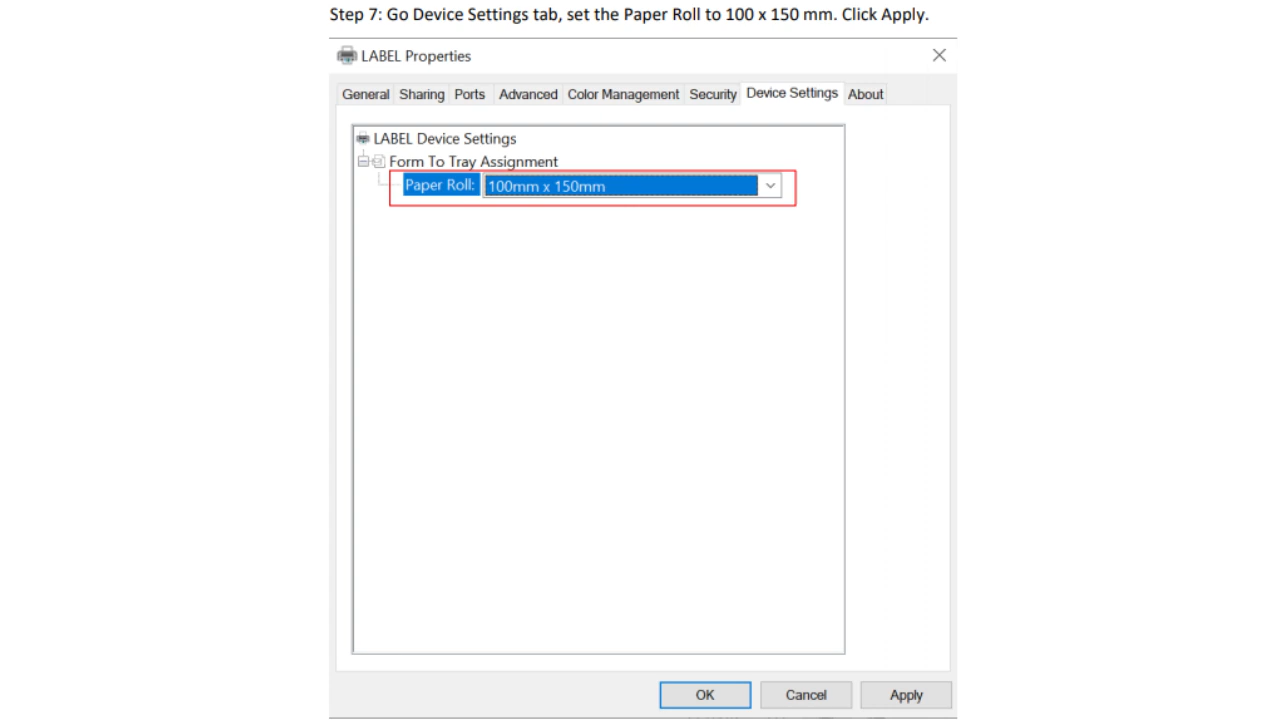 Step 7: Go Device Settings tab, set the Paper Roll to 100 x 150 mm. Click Apply.
LABEL Properties
General Sharing Ports Advanced Color Management Security Device Settings About
LABEL Device Settings
Form To Tray Assignment
Paper Roll: 100mm x 150mm
OK Cancel Apply